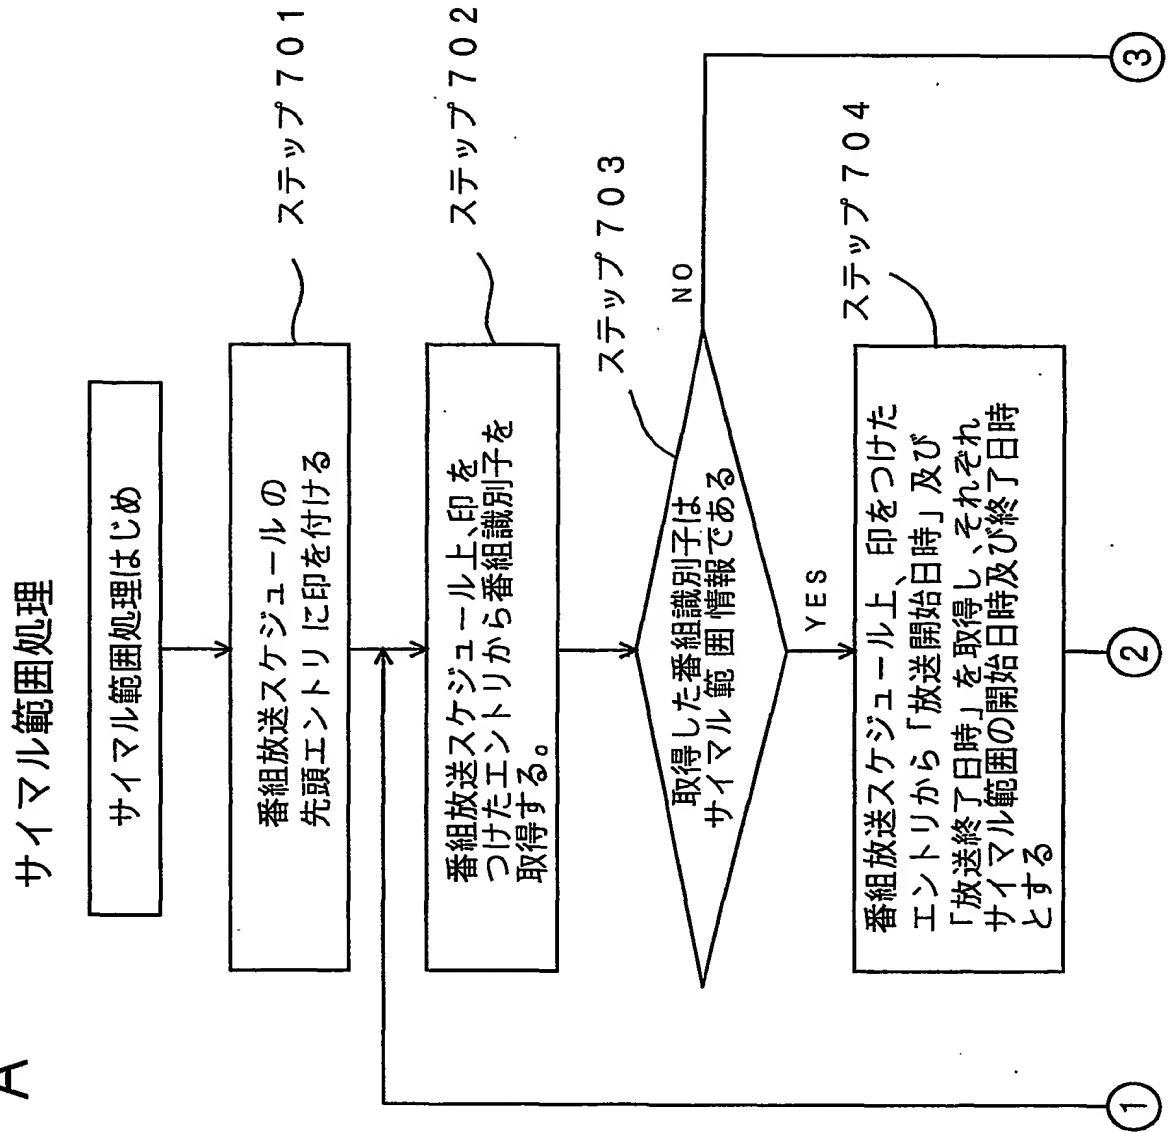 A
サイマル範囲処理
サイマル範囲処理はじめ
番組放送スケジュールの
先頭エントリに印を付ける
ステップ701
番組放送スケジュール上、印を
つけたエントリから番組識別子を
取得する。
ステップ702
取得した番組識別子は
サイマル範囲情報である
ステップ703
NO
YES
番組放送スケジュール上、印をつけた
エントリから「放送開始日時」及び
「放送終了日時」を取得し、それぞれ
サイマル範囲の開始日時及び終了日時
とする
ステップ704
1
2
3